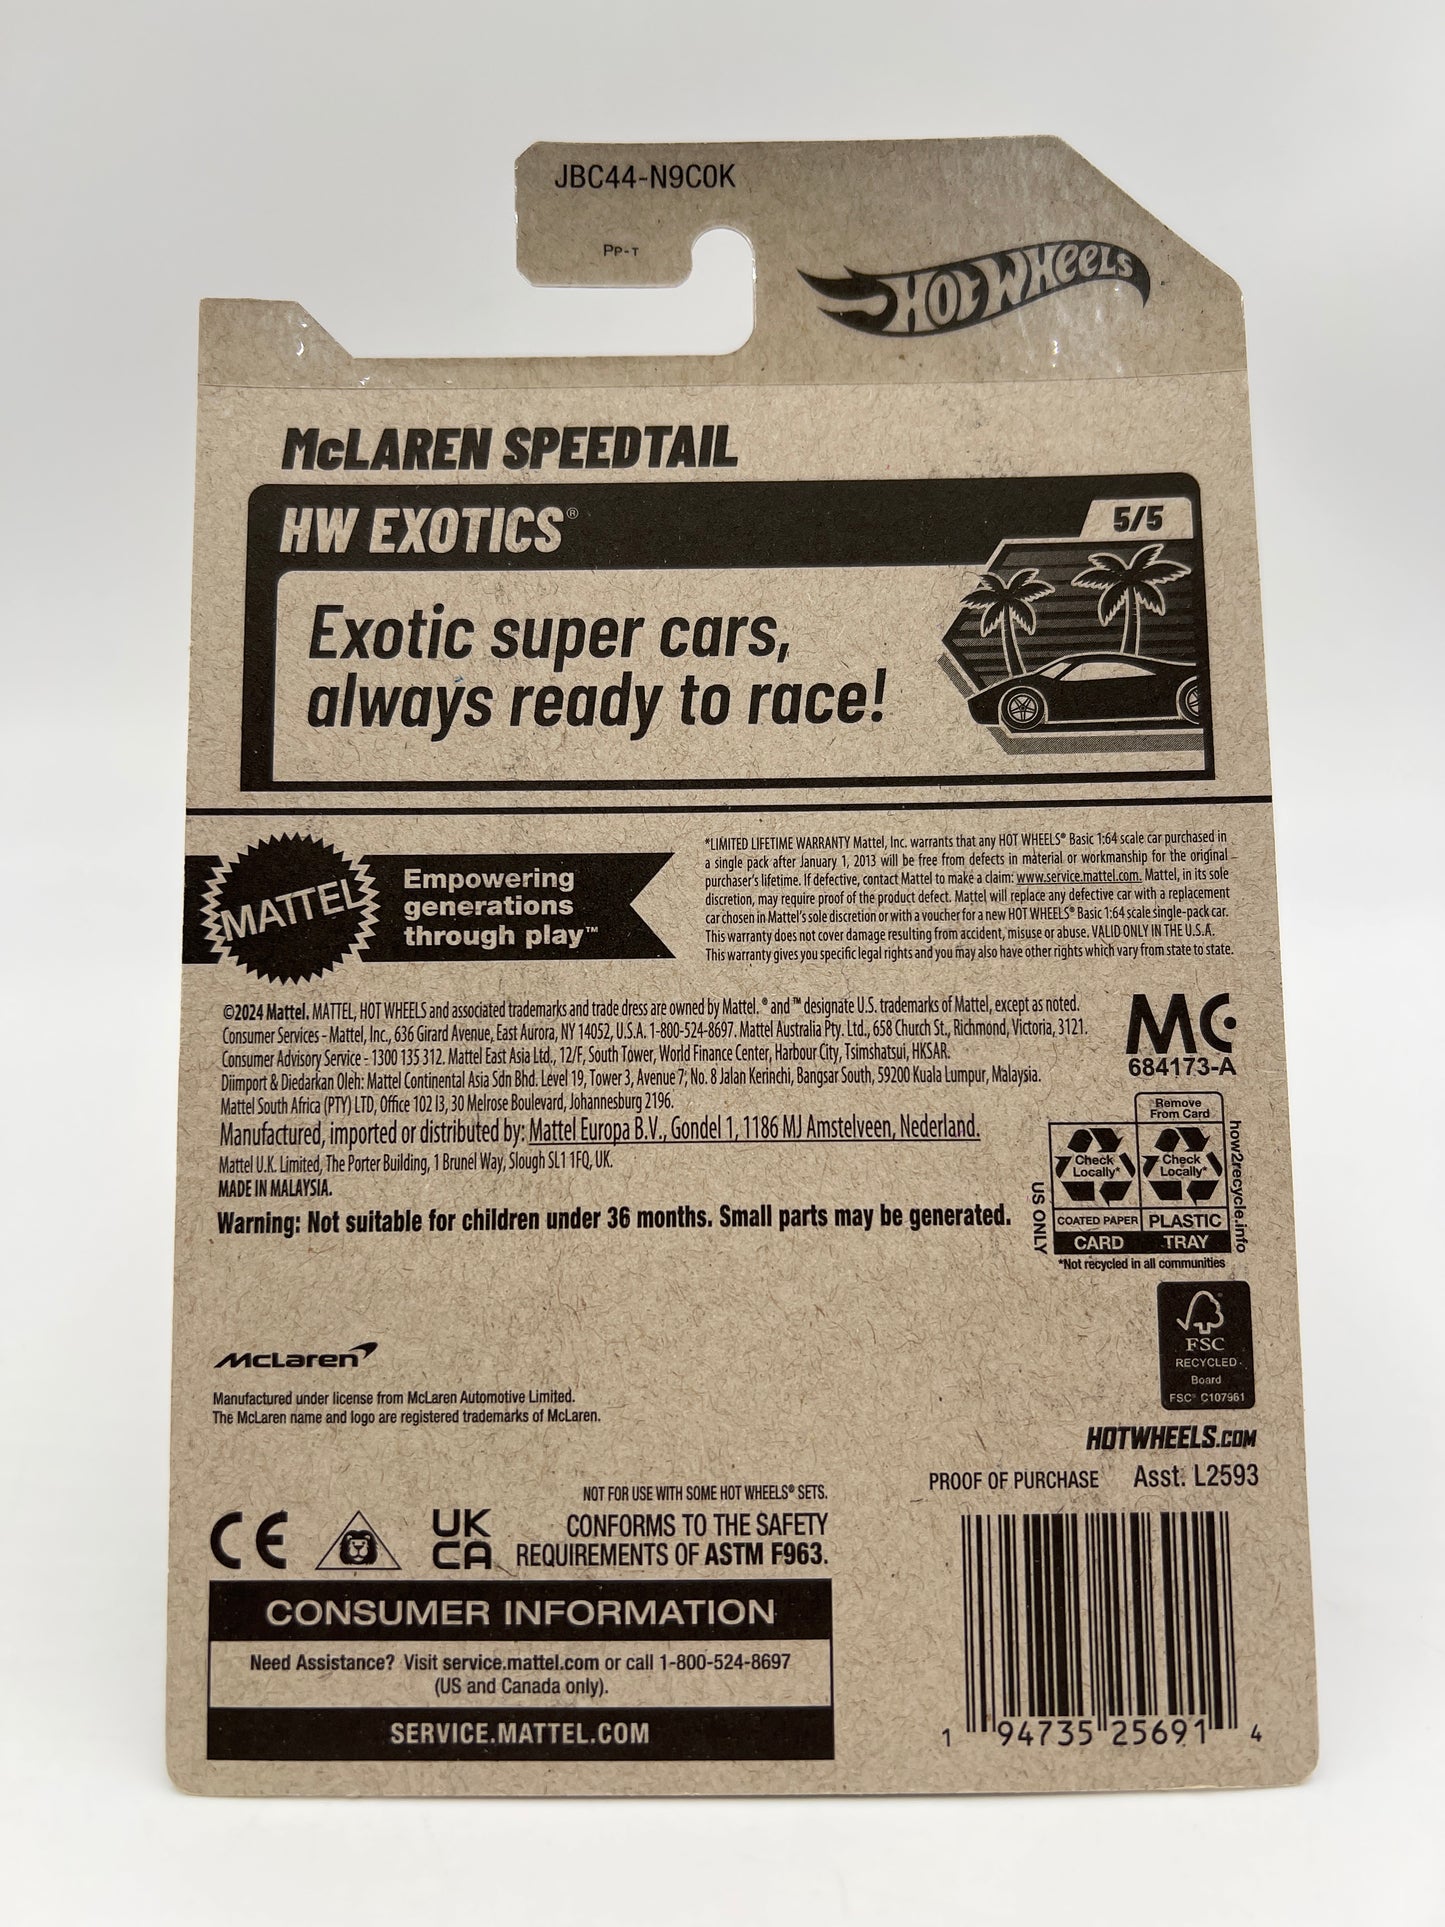 JBC44-N9C0K
PP-T
HOT WHEELS
McLAREN SPEEDTAIL
HW EXOTICS®
5/5
Exotic super cars,
always ready to race!
MATTEL
Empowering
generations
through play™
*LIMITED LIFETIME WARRANTY Mattel, Inc. warrants that any HOT WHEELS® Basic 1:64 scale car purchased in
a single pack after January 1, 2013 will be free from defects in material or workmanship for the original
purchaser's lifetime. If defective, contact Mattel to make a claim: www.service.mattel.com. Mattel, in its sole
discretion, may require proof of the product defect. Mattel will replace any defective car with a replacement
car chosen in Mattel's sole discretion or with a voucher for a new HOT WHEELS® Basic 1:64 scale single-pack car.
This warranty does not cover damage resulting from accident, misuse or abuse. VALID ONLY IN THE U.S.A.
This warranty gives you specific legal rights and you may also have other rights which vary from state to state.
©2024 Mattel. MATTEL, HOT WHEELS and associated trademarks and trade dress are owned by Mattel. ® and ™ designate U.S. trademarks of Mattel, except as noted.
Consumer Services - Mattel, Inc., 636 Girard Avenue, East Aurora, NY 14052, U.S.A. 1-800-524-8697. Mattel Australia Pty. Ltd., 658 Church St., Richmond, Victoria, 3121.
Consumer Advisory Service - 1300 135 312. Mattel East Asia Ltd., 12/F, South Tower, World Finance Center, Harbour City, Tsimshatsui, HKSAR.
Diimport & Diedarkan Oleh: Mattel Continental Asia Sdn Bhd. Level 19, Tower 3, Avenue 7, No. 8 Jalan Kerinchi, Bangsar South, 59200 Kuala Lumpur, Malaysia.
Mattel South Africa (PTY) LTD, Office 102 I3, 30 Melrose Boulevard, Johannesburg 2196.
Manufactured, imported or distributed by: Mattel Europa B.V., Gondel 1, 1186 MJ Amstelveen, Nederland.
Mattel U.K. Limited, The Porter Building, 1 Brunel Way, Slough SL1 1FQ, UK.
MADE IN MALAYSIA.
Warning: Not suitable for children under 36 months. Small parts may be generated.
MC
684173-A
Remove
From Card
Check
Locally*
Check
Locally*
COATED PAPER
PLASTIC
CARD
TRAY
US ONLY
how2recycle.info
*Not recycled in all communities
FSC
RECYCLED
Board
FSC® C107961
McLaren
Manufactured under license from McLaren Automotive Limited.
The McLaren name and logo are registered trademarks of McLaren.
HOTWHEELS.COM
PROOF OF PURCHASE Asst. L2593
NOT FOR USE WITH SOME HOT WHEELS® SETS.
CE
UK
CA
CONFORMS TO THE SAFETY
REQUIREMENTS OF ASTM F963.
CONSUMER INFORMATION
Need Assistance? Visit service.mattel.com or call 1-800-524-8697
(US and Canada only).
SERVICE.MATTEL.COM
1 94735 25691 4